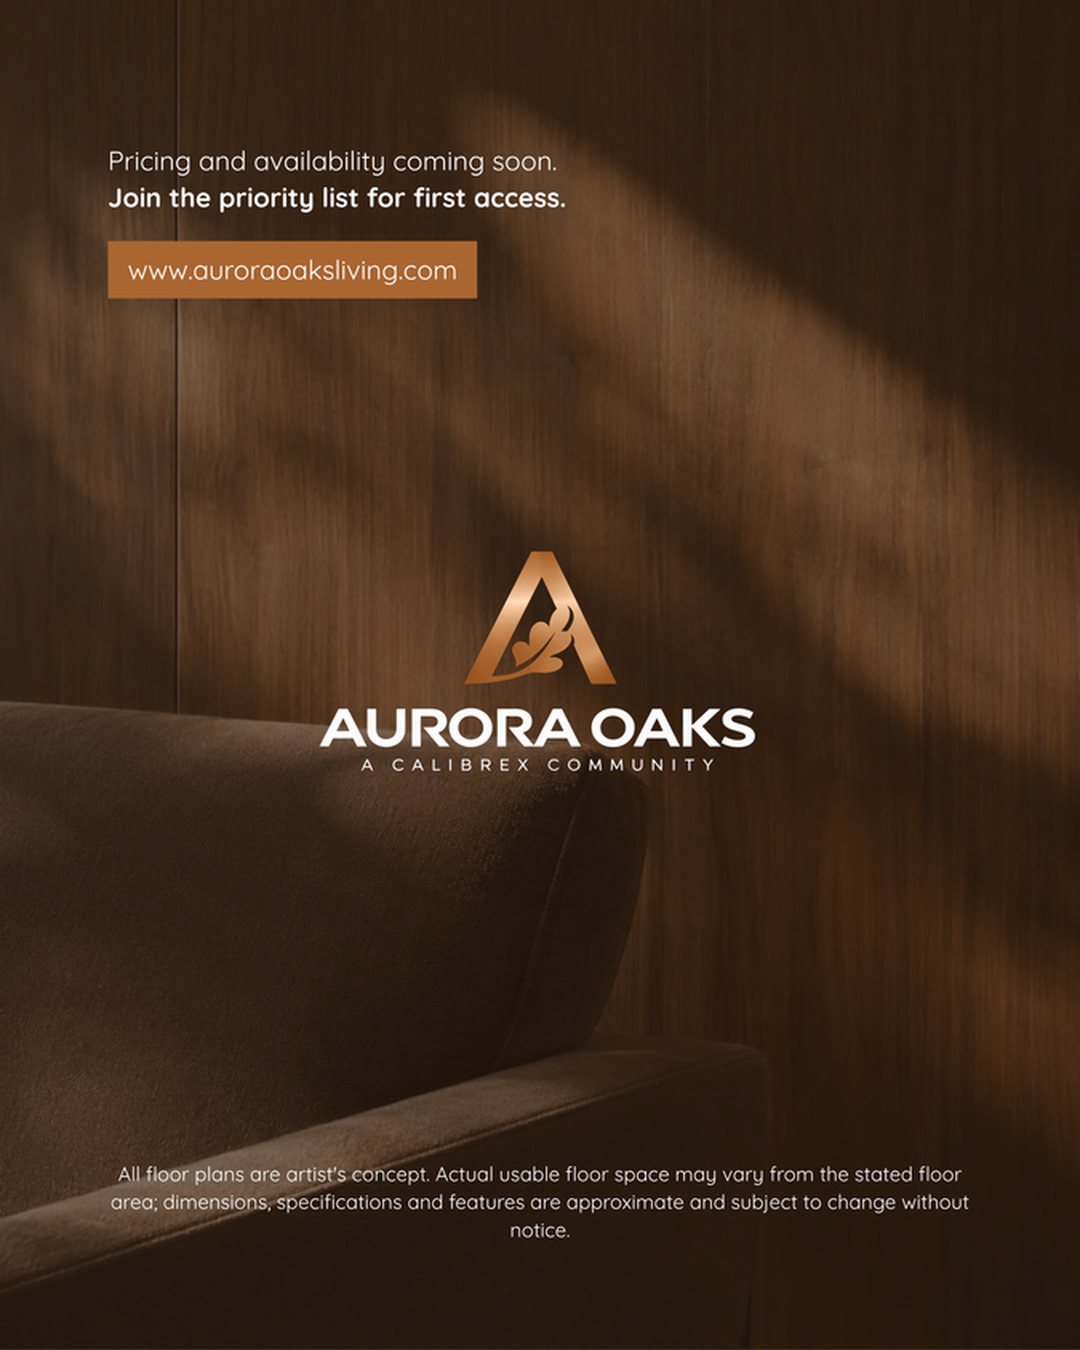 Pricing and availability coming soon.
Join the priority list for first access.
www.auroraoaksliving.com
AURORA OAKS
A CALIBREX COMMUNITY
All floor plans are artist's concept. Actual usable floor space may vary from the stated floor
area; dimensions, specifications and features are approximate and subject to change without
notice.